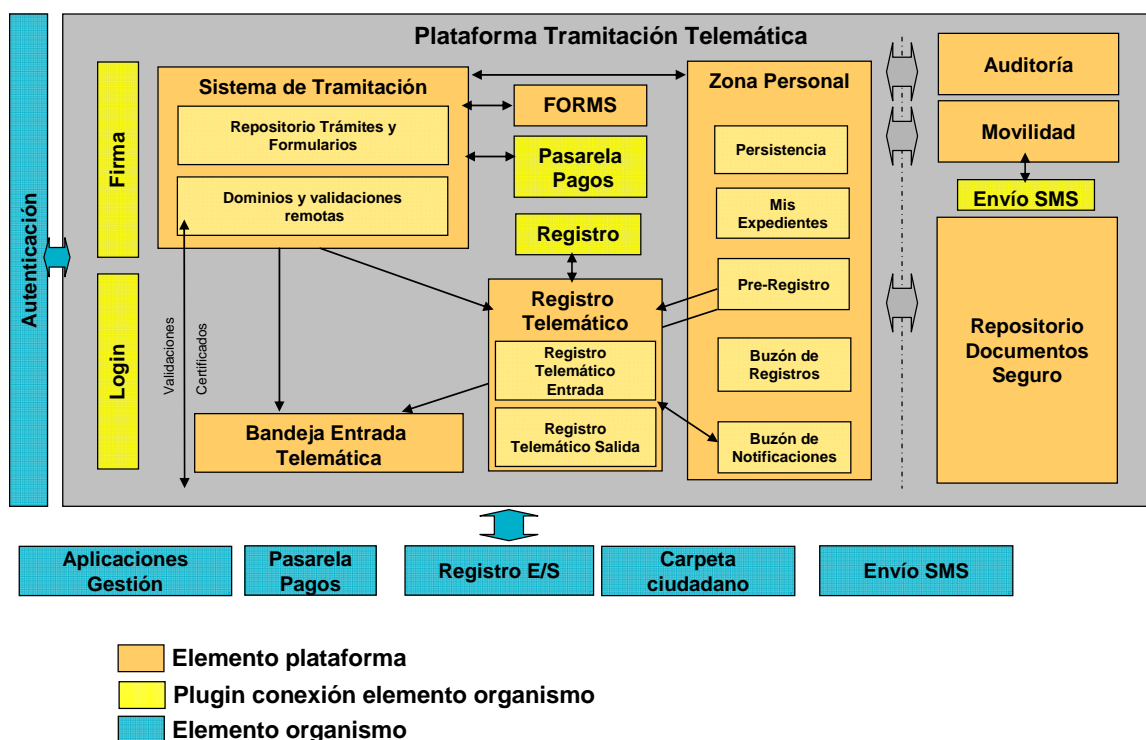 Plataforma Tramitación Telemática
Autenticación
Firma
Login
Sistema de Tramitación
Repositorio Trámites y
Formularios
Dominios y validaciones
remotas
Validaciones
Certificados
FORMS
Pasarela
Pagos
Registro
Registro
Telemático
Registro
Telemático
Entrada
Registro
Telemático Salida
Bandeja Entrada
Telemática
Zona Personal
Persistencia
Mis
Expedientes
Pre-Registro
Buzón de
Registros
Buzón de
Notificaciones
Auditoría
Movilidad
Envío SMS
Repositorio
Documentos
Seguro
Aplicaciones
Gestión
Pasarela
Pagos
Registro E/S
Carpeta
ciudadano
Envío SMS
Elemento plataforma
Plugin conexión elemento organismo
Elemento organismo